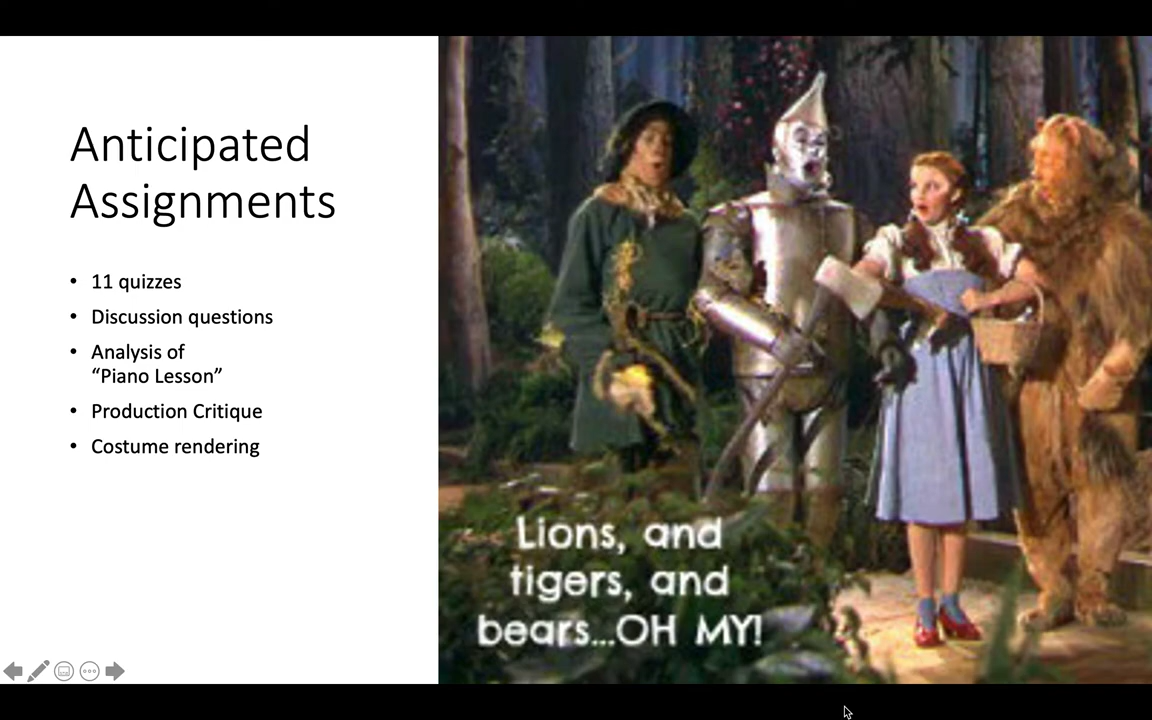 Anticipated
Assignments
• 11 quizzes
• Discussion questions
• Analysis of
“Piano Lesson”
• Production Critique
• Costume rendering
Lions, and
tigers, and
bears...OH MY!